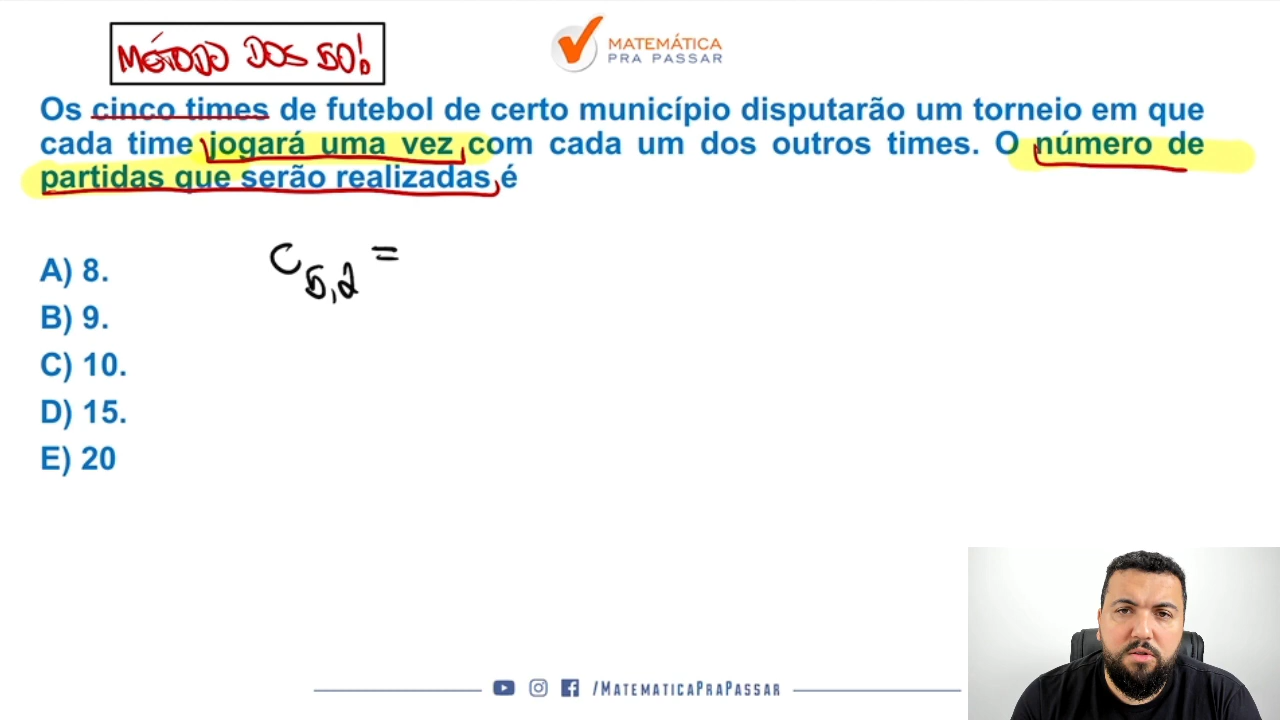 MÉTODO DOS 50!
MATEMÁTICA
PRA PASSAR
Os cinco times de futebol de certo município disputarão um torneio em que
cada time jogará uma vez com cada um dos outros times. O número de
partidas que serão realizadas é
C5,2 =
A) 8.
B) 9.
C) 10.
D) 15.
E) 20
/MATEMATICAPRAPASSAR